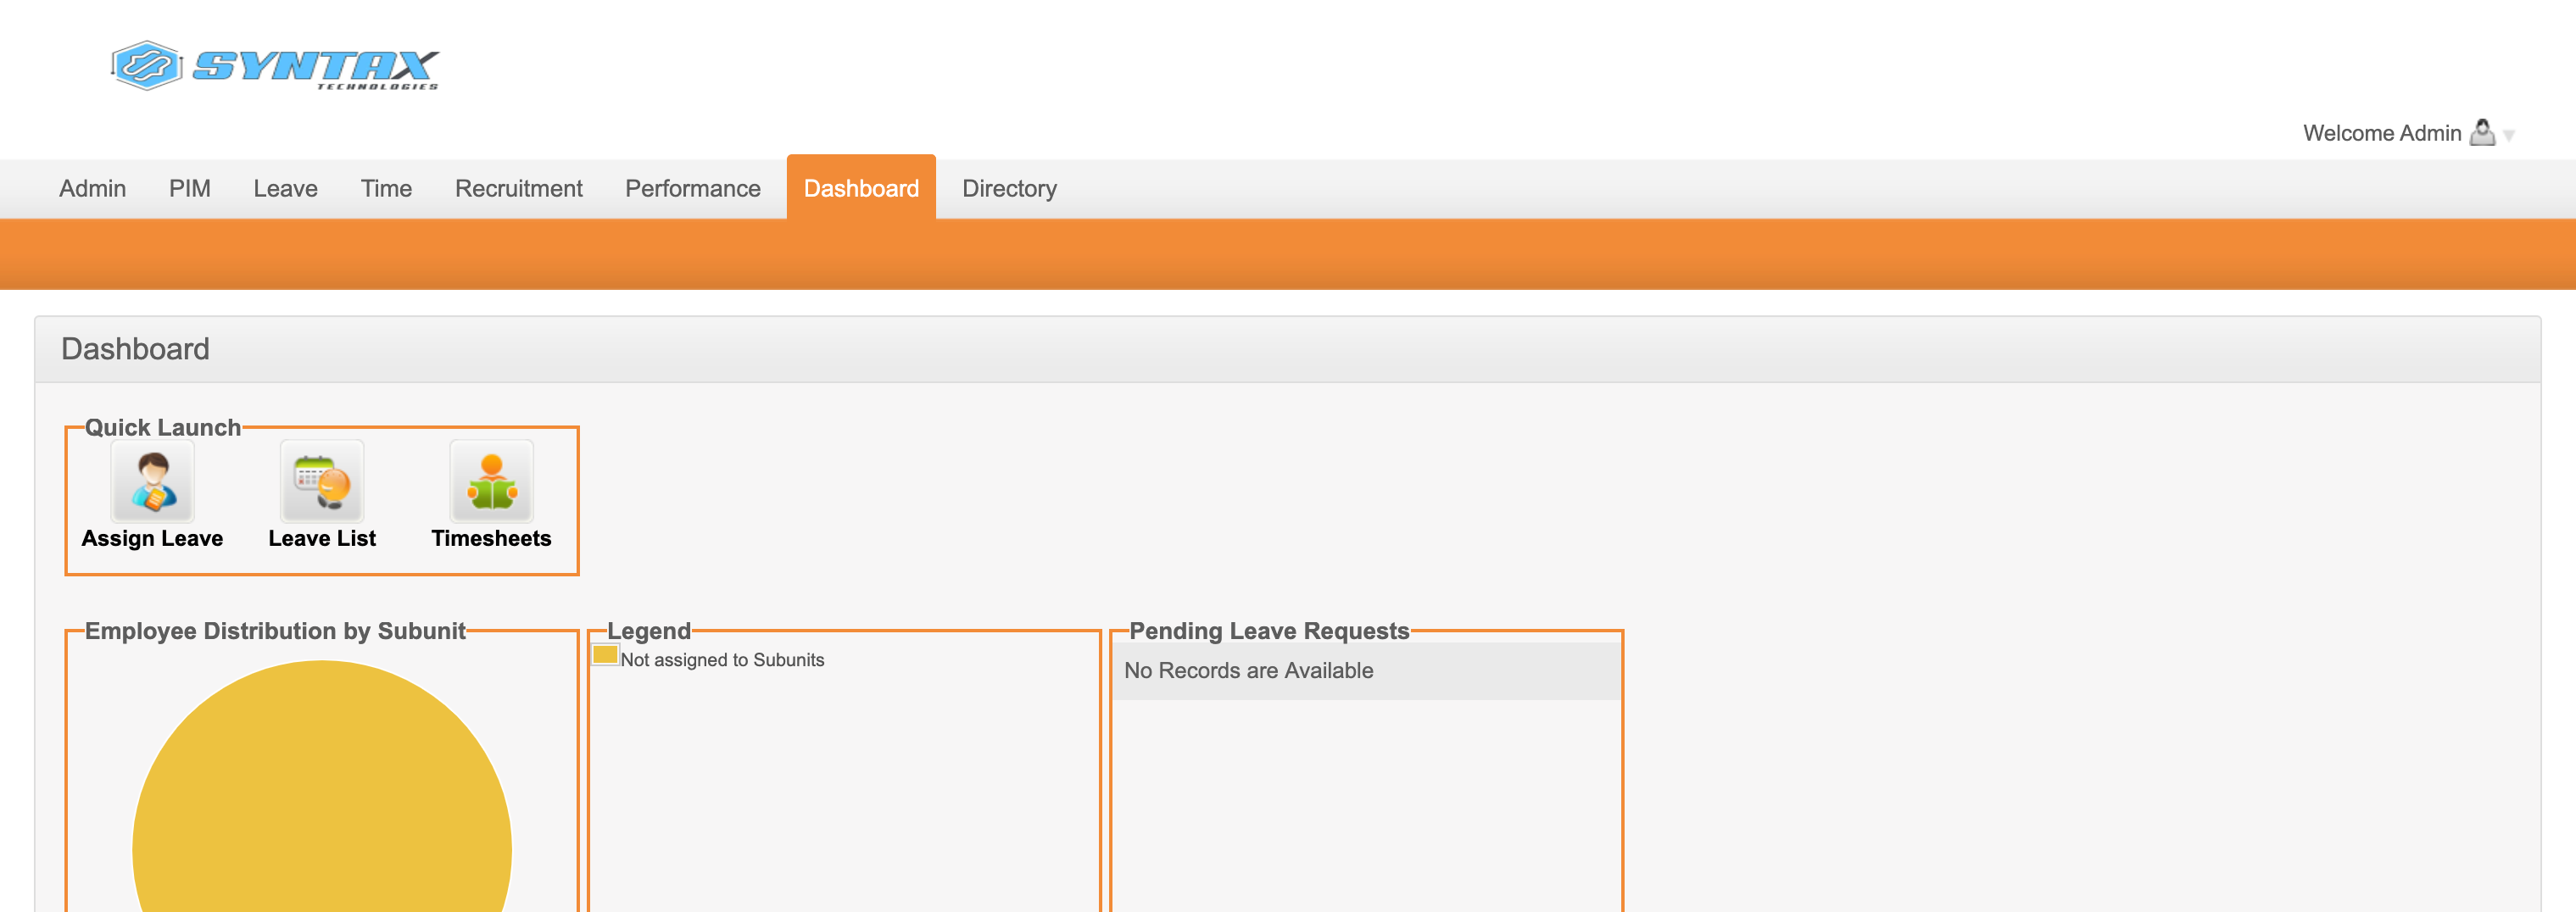 SYNTAX
TECHNOLOGIES
Welcome Admin
Admin PIM Leave Time Recruitment Performance Dashboard Directory
Dashboard
Quick Launch
Assign Leave Leave List Timesheets
Employee Distribution by Subunit
Legend
Not assigned to Subunits
Pending Leave Requests
No Records are Available